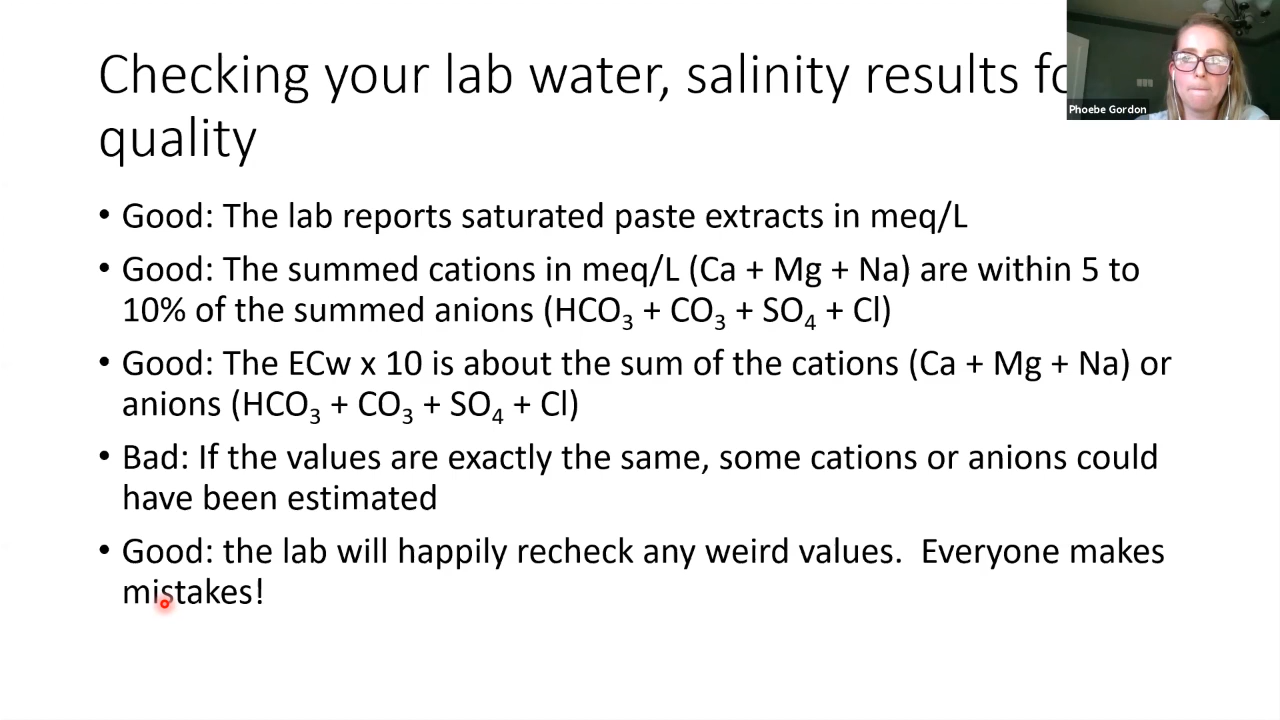 Checking your lab water, salinity results fo
quality
Phoebe Gordon
• Good: The lab reports saturated paste extracts in meq/L
• Good: The summed cations in meq/L (Ca + Mg + Na) are within 5 to
10% of the summed anions (HCO₃ + CO₃ + SO₄ + Cl)
• Good: The ECw x 10 is about the sum of the cations (Ca + Mg + Na) or
anions (HCO₃ + CO₃ + SO₄ + Cl)
• Bad: If the values are exactly the same, some cations or anions could
have been estimated
• Good: the lab will happily recheck any weird values.  Everyone makes
mistakes!